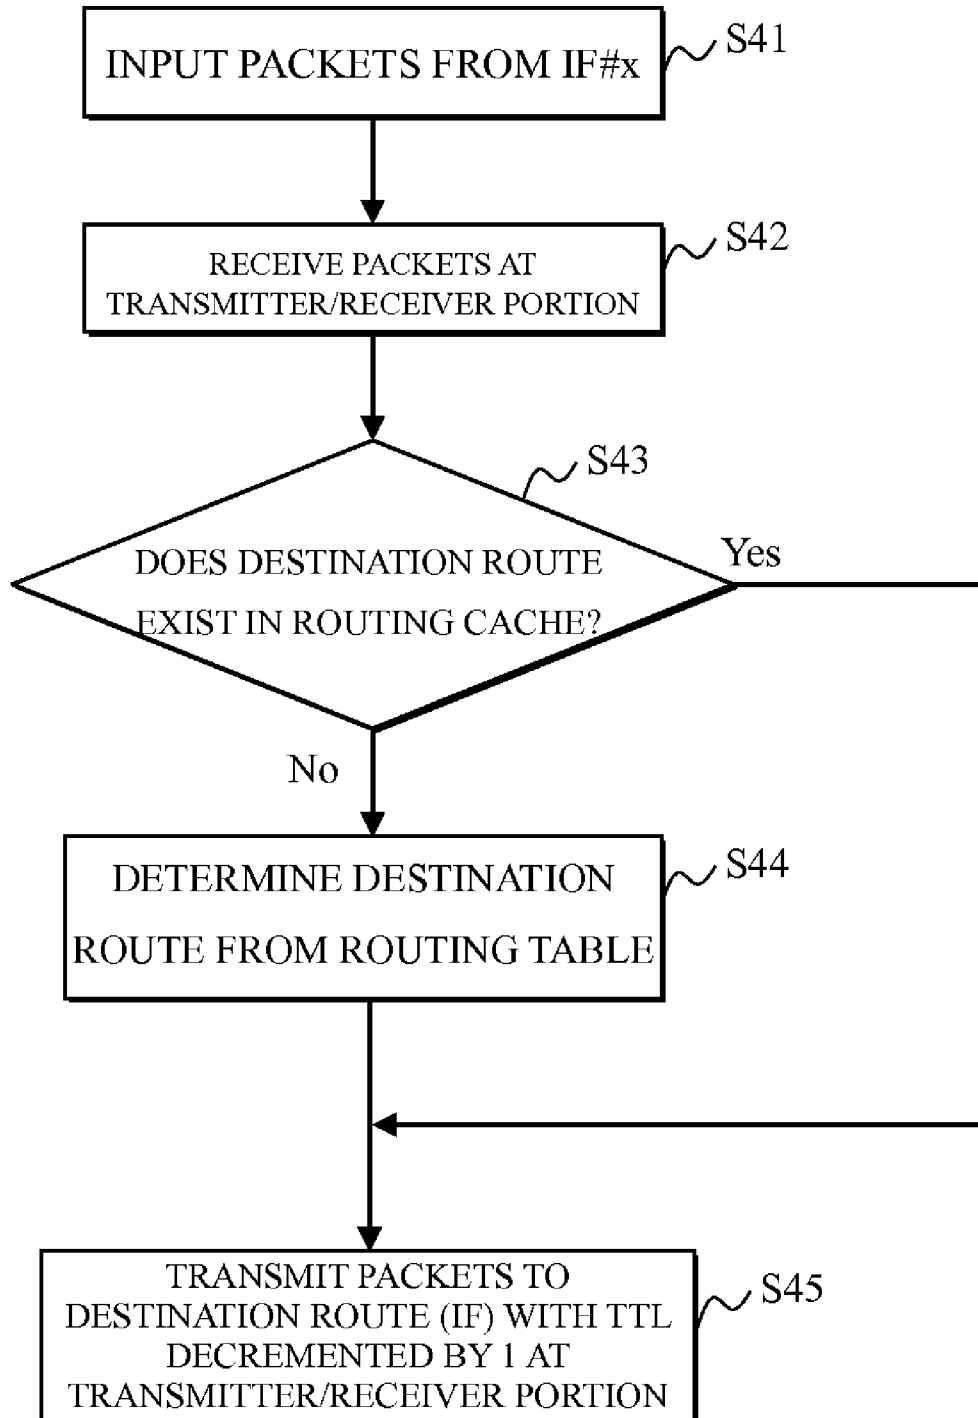 INPUT PACKETS FROM IF#x
S41
RECEIVE PACKETS AT
TRANSMITTER/RECEIVER PORTION
S42
DOES DESTINATION ROUTE
EXIST IN ROUTING CACHE?
S43
Yes
No
DETERMINE DESTINATION
ROUTE FROM ROUTING TABLE
S44
TRANSMIT PACKETS TO
DESTINATION ROUTE (IF) WITH TTL
DECREMENTED BY 1 AT
TRANSMITTER/RECEIVER PORTION
S45